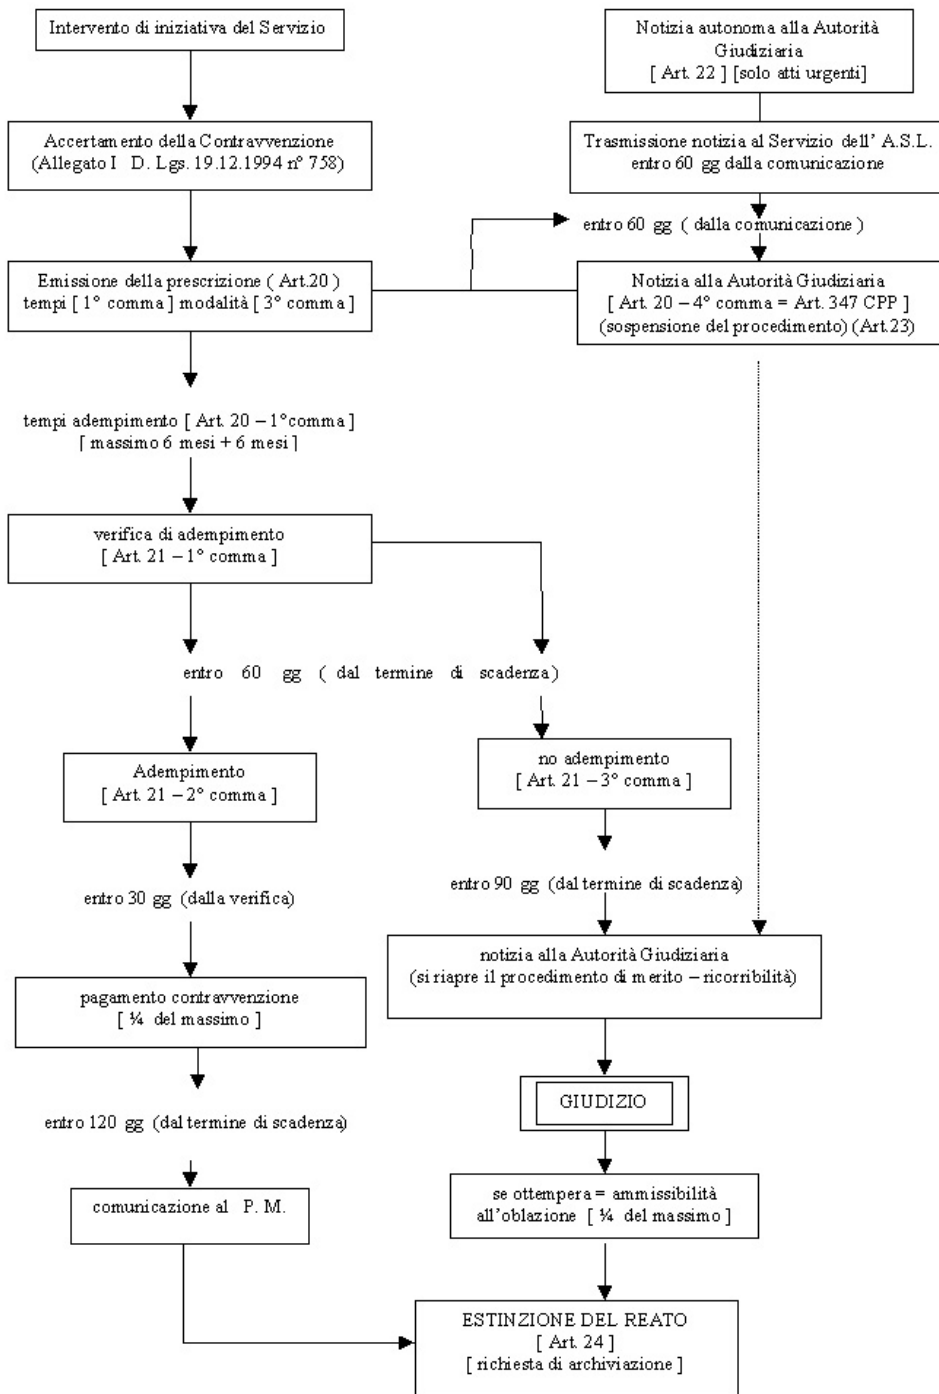 Intervento di iniziativa del Servizio
Notizia autonoma alla Autorità
Giudiziaria
[ Art. 22 ] [solo atti urgenti]
Accertamento della Contravvenzione
(Allegato I D. Lgs. 19.12.1994 n° 758)
Trasmissione notizia al Servizio dell' A.S.L.
entro 60 gg dalla comunicazione
entro 60 gg ( dalla comunicazione )
Emissione della prescrizione ( Art.20 )
tempi [ 1° comma ] modalità [ 3° comma ]
Notizia alla Autorità Giudiziaria
[ Art. 20 – 4° comma = Art. 347 CPP ]
(sospensione del procedimento) (Art.23)
tempi adempimento [ Art. 20 – 1°comma ]
[ massimo 6 mesi + 6 mesi ]
verifica di adempimento
[ Art. 21 – 1° comma ]
entro 60 gg ( dal termine di scadenza)
Adempimento
[ Art. 21 – 2° comma ]
no adempimento
[ Art. 21 – 3° comma ]
entro 30 gg (dalla verifica)
entro 90 gg (dal termine di scadenza)
pagamento contravvenzione
[ ¼ del massimo ]
notizia alla Autorità Giudiziaria
(si riapre il procedimento di merito – ricorribilità)
entro 120 gg (dal termine di scadenza)
GIUDIZIO
comunicazione al P. M.
se ottempera = ammissibilità
all'oblazione [ ¼ del massimo ]
ESTINZIONE DEL REATO
[ Art. 24 ]
[ richiesta di archiviazione ]